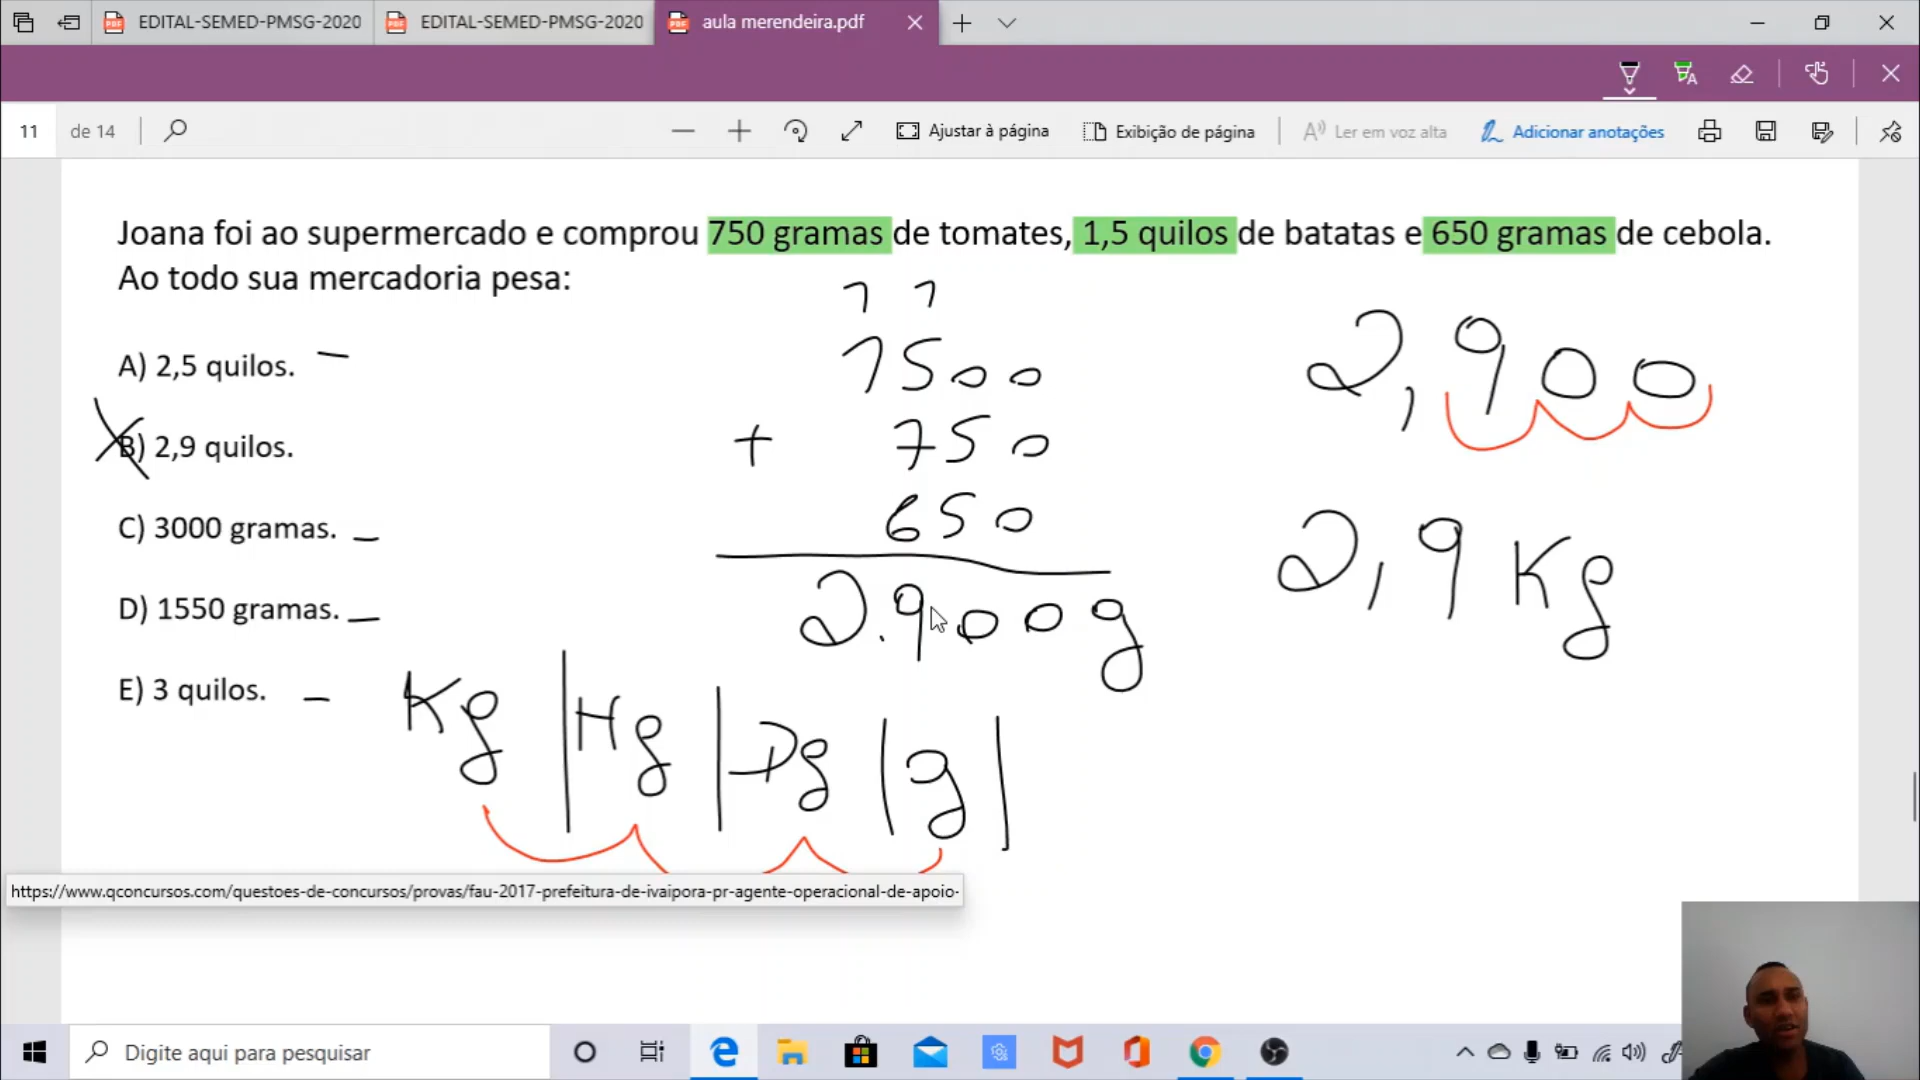 EDITAL-SEMED-PMSG-2020
EDITAL-SEMED-PMSG-2020
aula merendeira.pdf
11 de 14
Ajustar à página
Exibição de página
Ler em voz alta
Adicionar anotações
Joana foi ao supermercado e comprou 750 gramas de tomates, 1,5 quilos de batatas e 650 gramas de cebola.
Ao todo sua mercadoria pesa:
A) 2,5 quilos.
B) 2,9 quilos.
C) 3000 gramas.
D) 1550 gramas.
E) 3 quilos.
1 1
1500
+ 750
650
2.900g
2,900
2,9 Kg
Kg | Hg | Dg | g |
https://www.qconcursos.com/questoes-de-concursos/provas/fau-2017-prefeitura-de-ivaipora-pr-agente-operacional-de-apoio-
Digite aqui para pesquisar